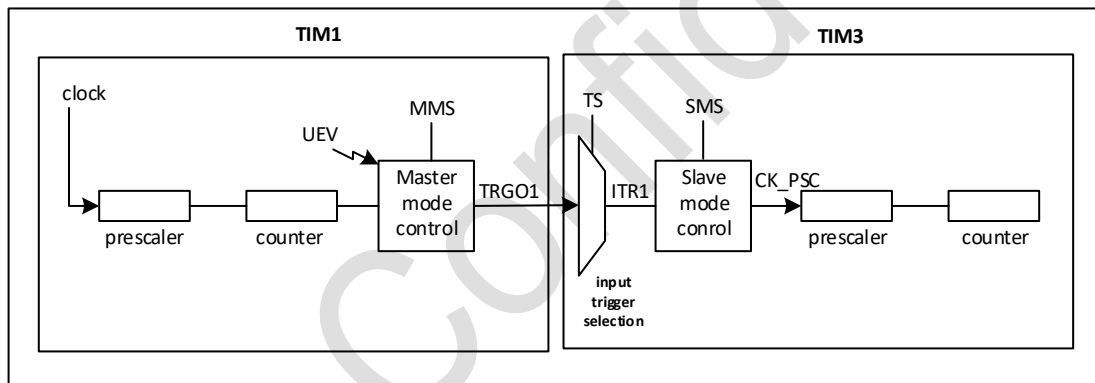 TIM1
TIM3
clock
UEV
MMS
Master
mode
control
TRGO1
prescaler
counter
TS
ITR1
input
trigger
selection
SMS
Slave
mode
conrol
CK_PSC
prescaler
counter
Confid